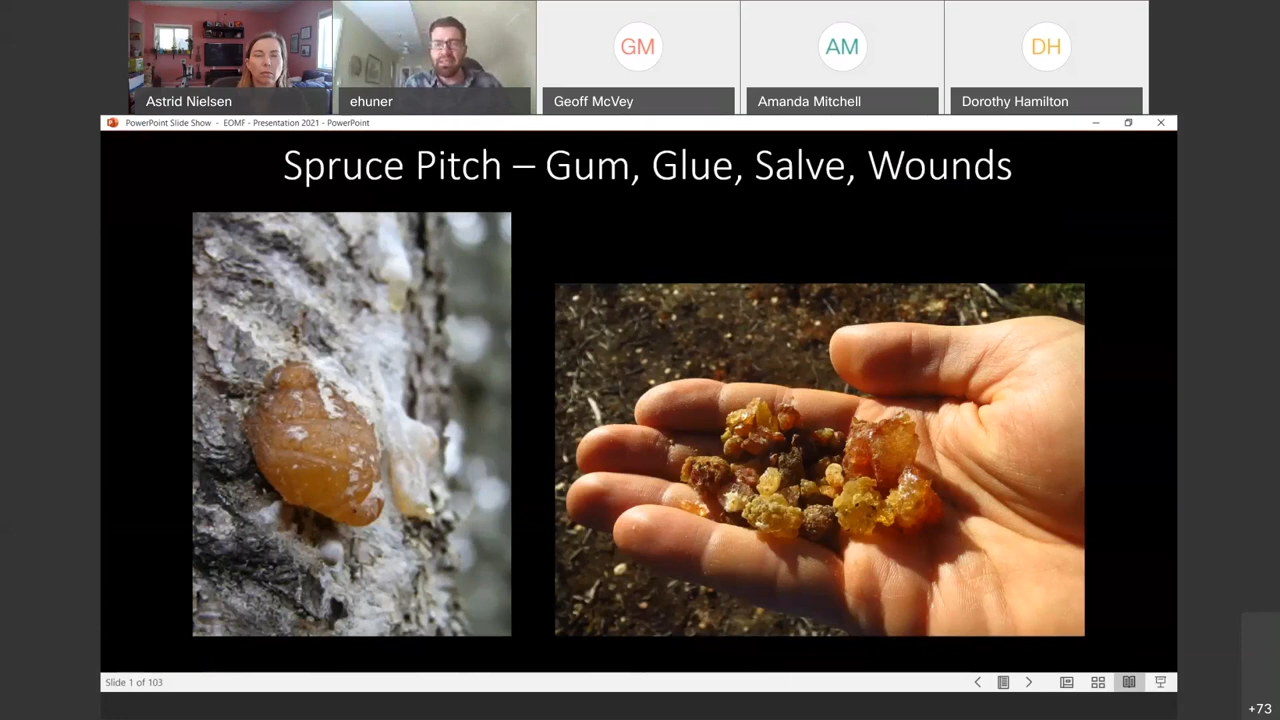 GM
AM
DH
Astrid Nielsen
ehuner
Geoff McVey
Amanda Mitchell
Dorothy Hamilton
PowerPoint Slide Show - EOMF - Presentation 2021 - PowerPoint
Spruce Pitch – Gum, Glue, Salve, Wounds
Slide 1 of 103
+73